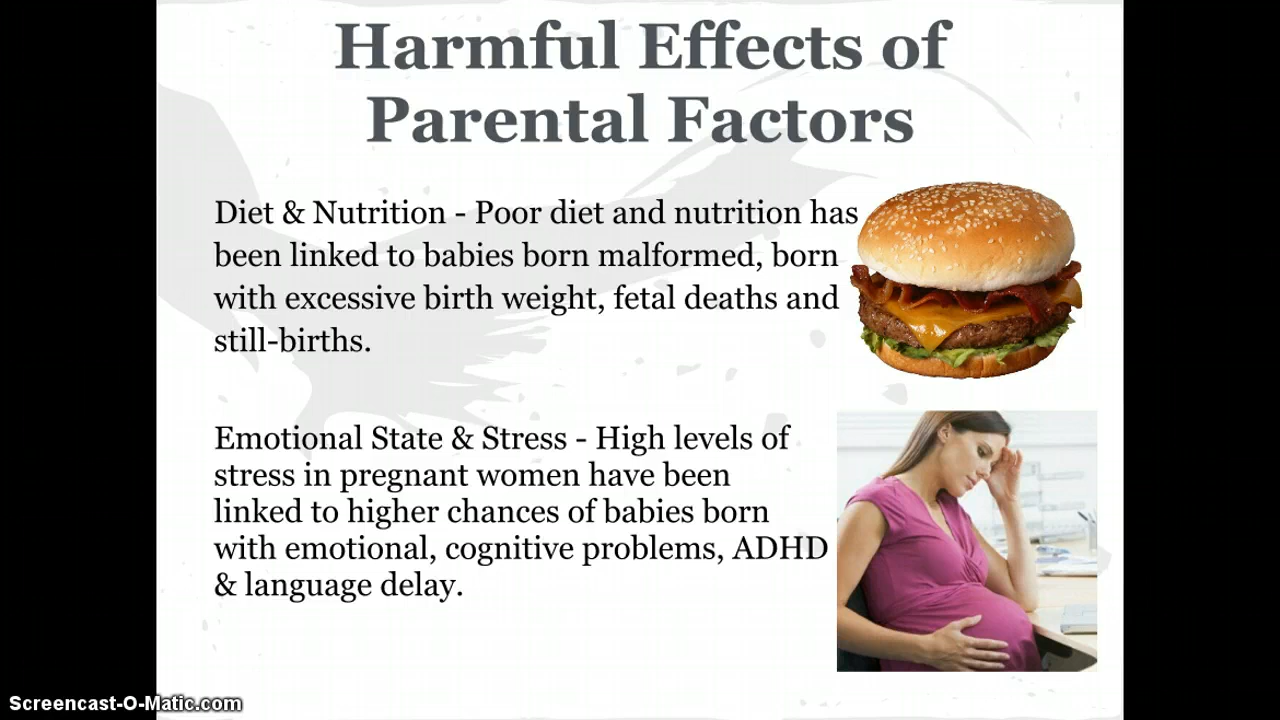 Harmful Effects of
Parental Factors
Diet & Nutrition - Poor diet and nutrition has
been linked to babies born malformed, born
with excessive birth weight, fetal deaths and
still-births.
Emotional State & Stress - High levels of
stress in pregnant women have been
linked to higher chances of babies born
with emotional, cognitive problems, ADHD
& language delay.
Screencast-O-Matic.com